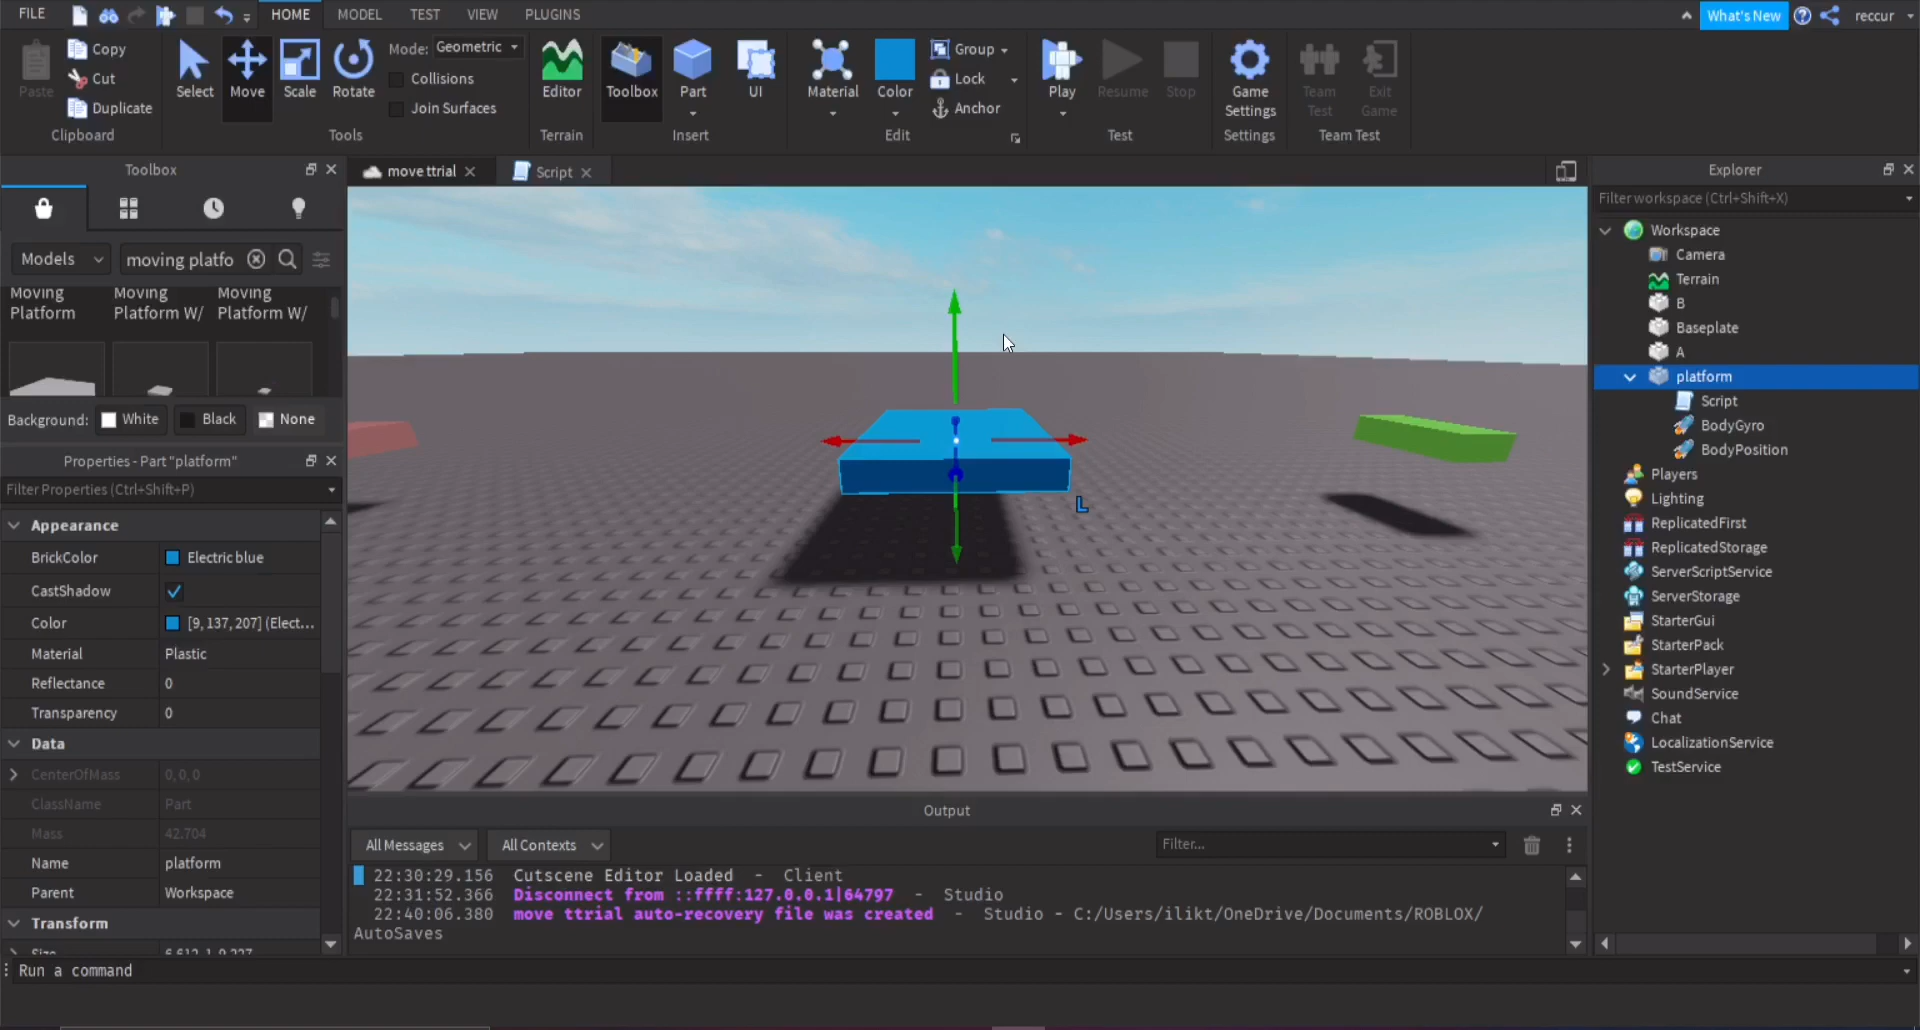 FILE
HOME
MODEL
TEST
VIEW
PLUGINS
What's New
reccur
Paste
Copy
Cut
Duplicate
Clipboard
Select
Move
Scale
Rotate
Mode: Geometric
Collisions
Join Surfaces
Tools
Editor
Terrain
Toolbox
Part
UI
Insert
Material
Color
Group
Lock
Anchor
Edit
Play
Resume
Stop
Test
Game
Settings
Settings
Team
Test
Exit
Game
Team Test
Toolbox
Models
moving platfo
Moving
Platform
Moving
Platform W/
Moving
Platform W/
Background: White Black None
Properties - Part "platform"
Filter Properties (Ctrl+Shift+P)
Appearance
BrickColor Electric blue
CastShadow
Color [9, 137, 207] (Elect...
Material Plastic
Reflectance 0
Transparency 0
Data
CenterOfMass 0, 0, 0
ClassName Part
Mass 42.704
Name platform
Parent Workspace
Transform
move ttrial
Script
L
Output
All Messages
All Contexts
Filter...
22:30:29.156 Cutscene Editor Loaded - Client
22:31:52.366 Disconnect from ::ffff:127.0.0.1|64797 - Studio
22:40:06.380 move ttrial auto-recovery file was created - Studio - C:/Users/ilikt/OneDrive/Documents/ROBLOX/
AutoSaves
Explorer
Filter workspace (Ctrl+Shift+X)
Workspace
Camera
Terrain
B
Baseplate
A
platform
Script
BodyGyro
BodyPosition
Players
Lighting
ReplicatedFirst
ReplicatedStorage
ServerScriptService
ServerStorage
StarterGui
StarterPack
StarterPlayer
SoundService
Chat
LocalizationService
TestService
Run a command